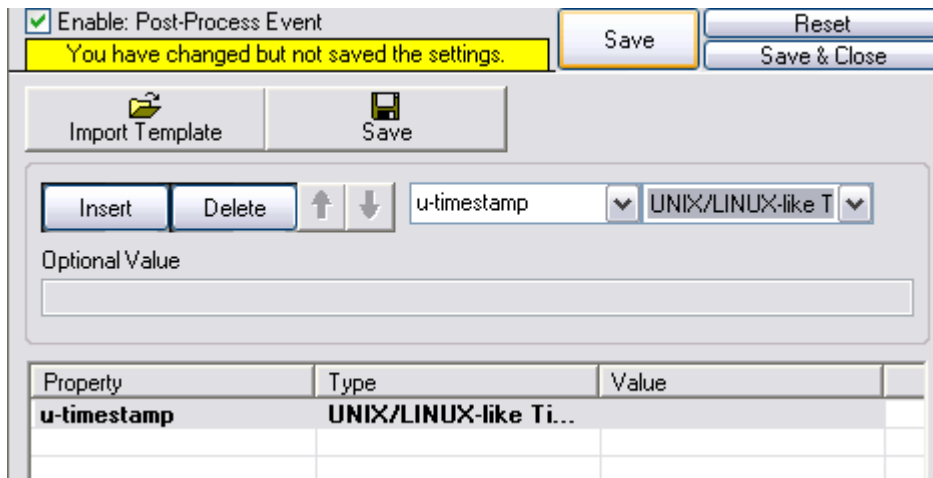 Enable: Post-Process Event
You have changed but not saved the settings.
Save
Reset
Save & Close
Import Template
Save
Insert
Delete
u-timestamp
UNIX/LINUX-like T
Optional Value
Property Type Value
u-timestamp UNIX/LINUX-like Ti...